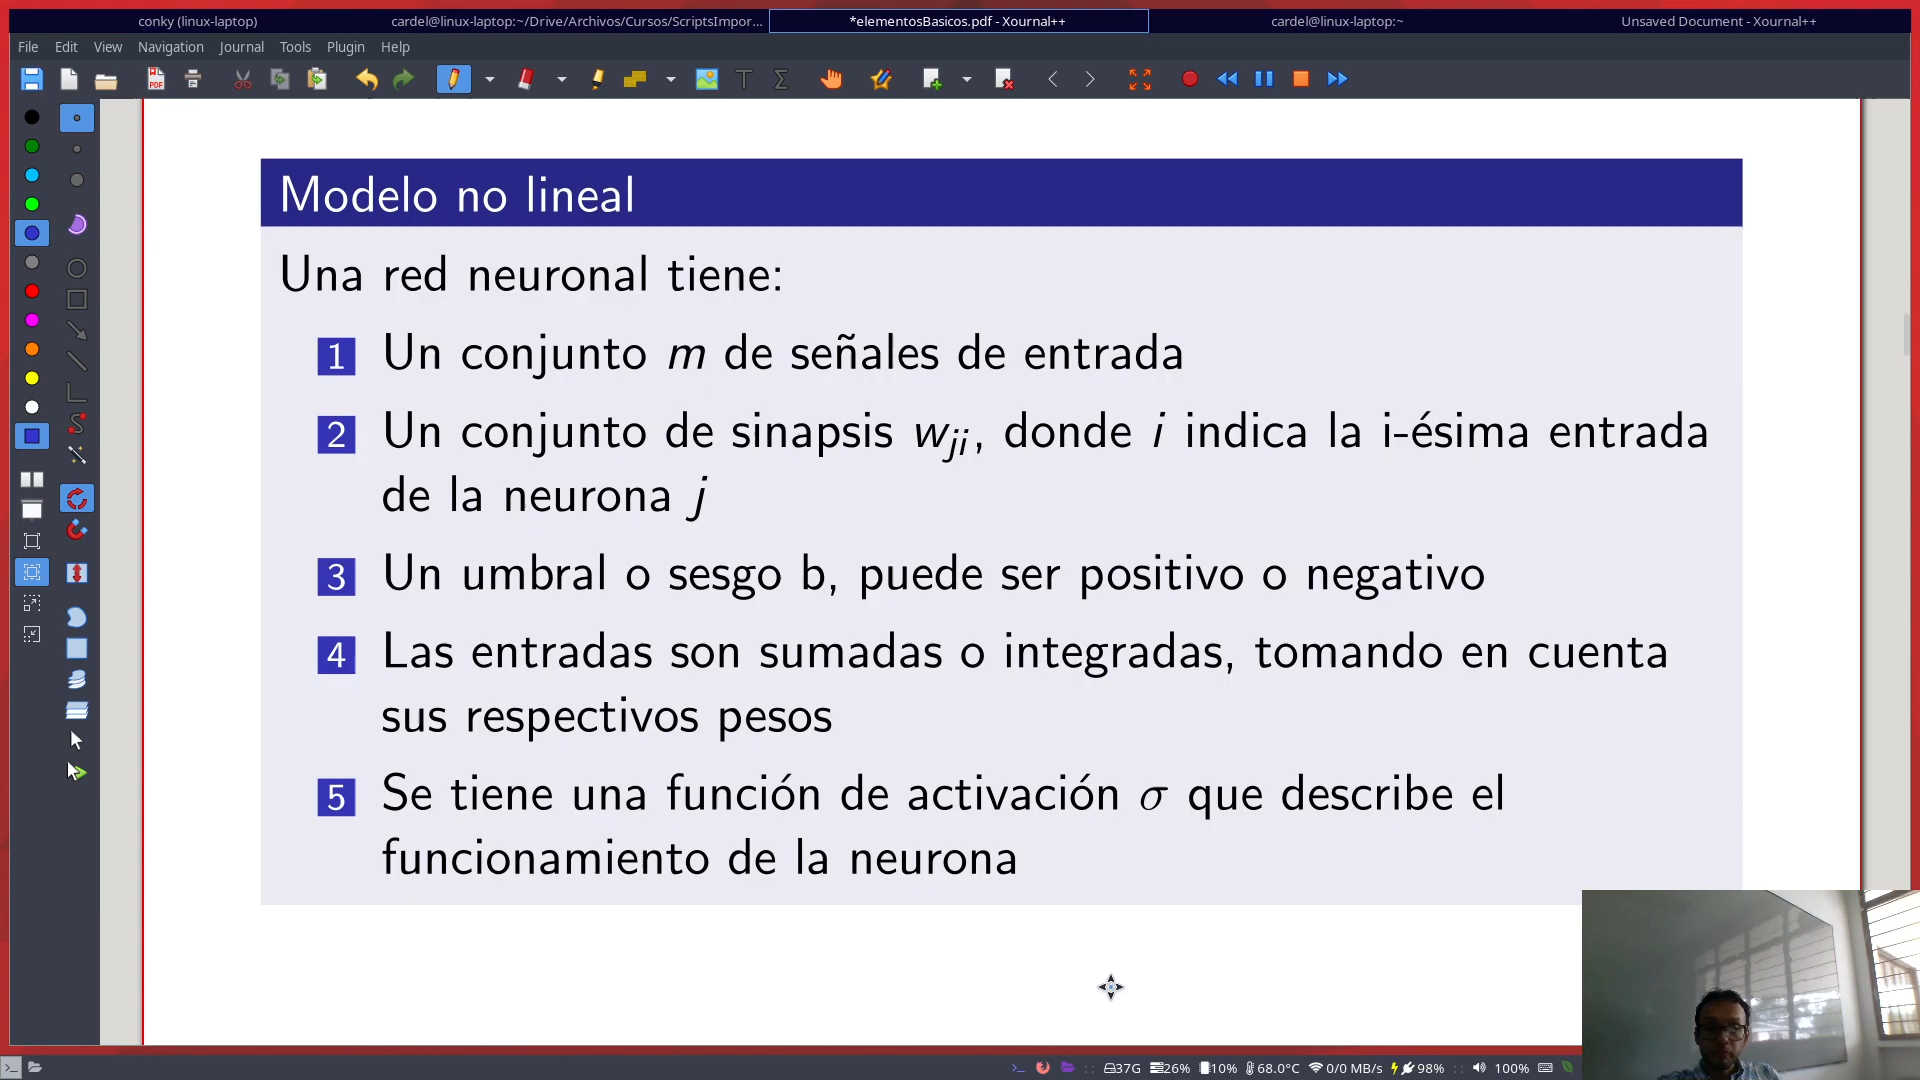 conky (linux-laptop)
cardel@linux-laptop:~/Drive/Archivos/Cursos/ScriptsImpor...
*elementosBasicos.pdf - Xournal++
cardel@linux-laptop:~
Unsaved Document - Xournal++
File Edit View Navigation Journal Tools Plugin Help
Modelo no lineal
Una red neuronal tiene:
1 Un conjunto m de señales de entrada
2 Un conjunto de sinapsis wji, donde i indica la i-ésima entrada
de la neurona j
3 Un umbral o sesgo b, puede ser positivo o negativo
4 Las entradas son sumadas o integradas, tomando en cuenta
sus respectivos pesos
5 Se tiene una función de activación σ que describe el
funcionamiento de la neurona
37G 26% 10% 68.0°C 0/0 MB/s 98% :: 100%